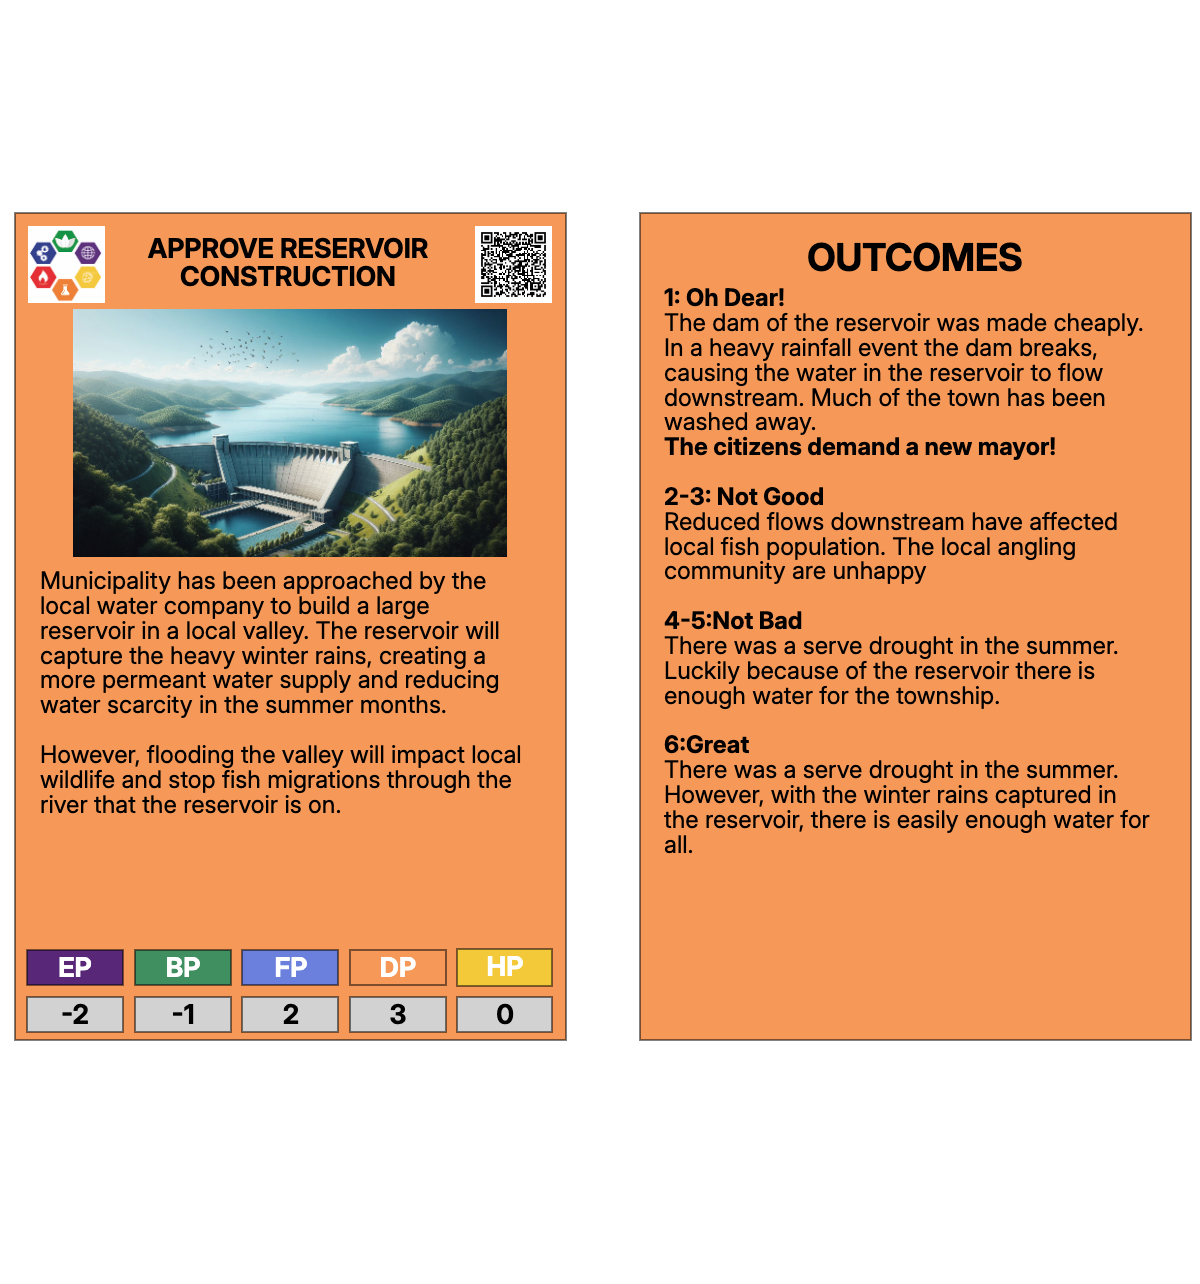 APPROVE RESERVOIR
CONSTRUCTION
Municipality has been approached by the
local water company to build a large
reservoir in a local valley. The reservoir will
capture the heavy winter rains, creating a
more permeant water supply and reducing
water scarcity in the summer months.
However, flooding the valley will impact local
wildlife and stop fish migrations through the
river that the reservoir is on.
EP BP FP DP HP
-2 -1 2 3 0
OUTCOMES
1: Oh Dear!
The dam of the reservoir was made cheaply.
In a heavy rainfall event the dam breaks,
causing the water in the reservoir to flow
downstream. Much of the town has been
washed away.
The citizens demand a new mayor!
2-3: Not Good
Reduced flows downstream have affected
local fish population. The local angling
community are unhappy
4-5:Not Bad
There was a serve drought in the summer.
Luckily because of the reservoir there is
enough water for the township.
6:Great
There was a serve drought in the summer.
However, with the winter rains captured in
the reservoir, there is easily enough water for
all.